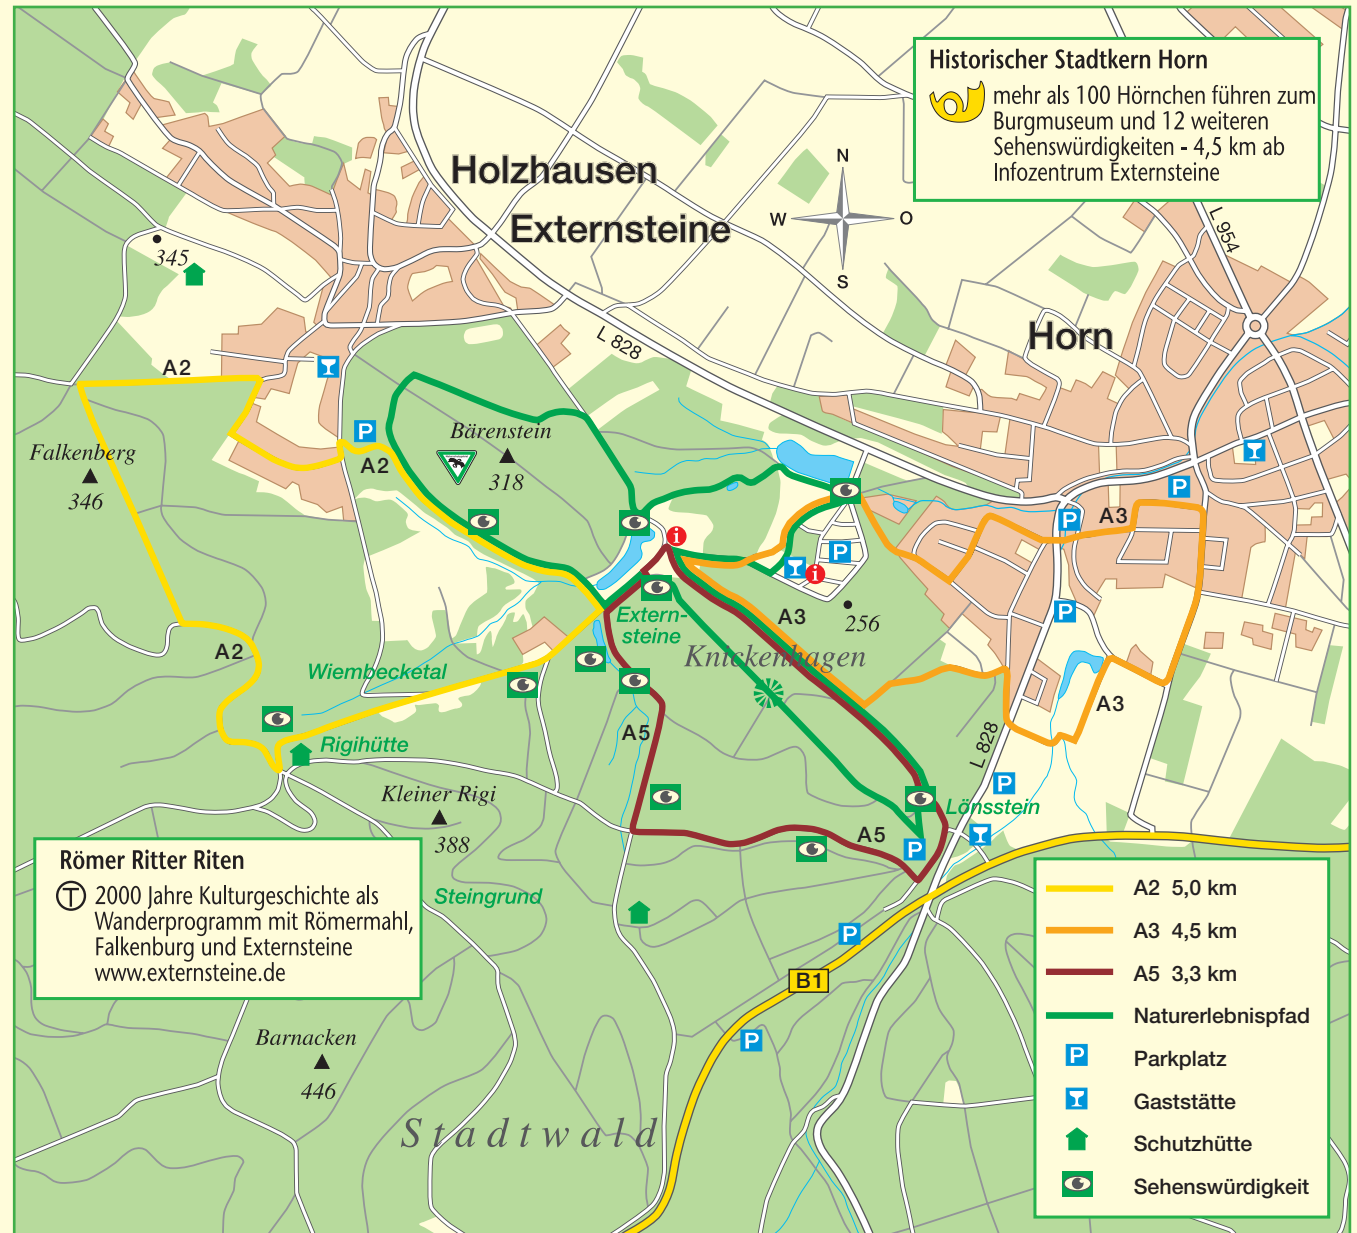 Historischer Stadtkern Horn
mehr als 100 Hörnchen führen zum
Burgmuseum und 12 weiteren
Sehenswürdigkeiten - 4,5 km ab
Infozentrum Externsteine
Holzhausen
Externsteine
N
W
O
S
L 954
345
L 828
Horn
A2
P
Bärenstein
318
A2
Falkenberg
346
P
P
A3
i
P
i
P
Extern-
steine
A3
256
Knickenhagen
A2
Wiembecketal
A3
A5
Rigihütte
L 828
P
Kleiner Rigi
388
Lönsstein
A5
P
Römer Ritter Riten
T
2000 Jahre Kulturgeschichte als
Wanderprogramm mit Römermahl,
Falkenburg und Externsteine
www.externsteine.de
Steingrund
P
B1
P
Barnacken
446
Stadtwald
A2 5,0 km
A3 4,5 km
A5 3,3 km
Naturerlebnispfad
P Parkplatz
Gaststätte
Schutzhütte
Sehenswürdigkeit